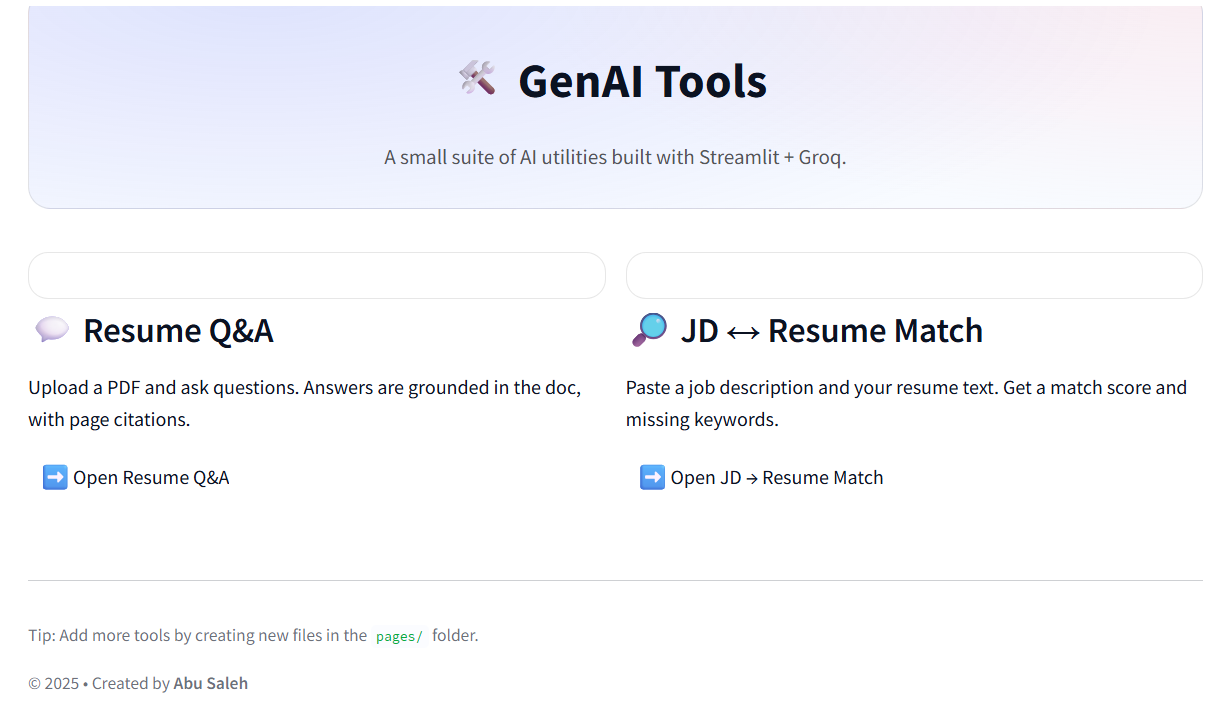 🛠️ GenAI Tools
A small suite of AI utilities built with Streamlit + Groq.
💬 Resume Q&A
Upload a PDF and ask questions. Answers are grounded in the doc,
with page citations.
➡️ Open Resume Q&A
🔎 JD ↔ Resume Match
Paste a job description and your resume text. Get a match score and
missing keywords.
➡️ Open JD → Resume Match
Tip: Add more tools by creating new files in the pages/ folder.
© 2025 • Created by Abu Saleh